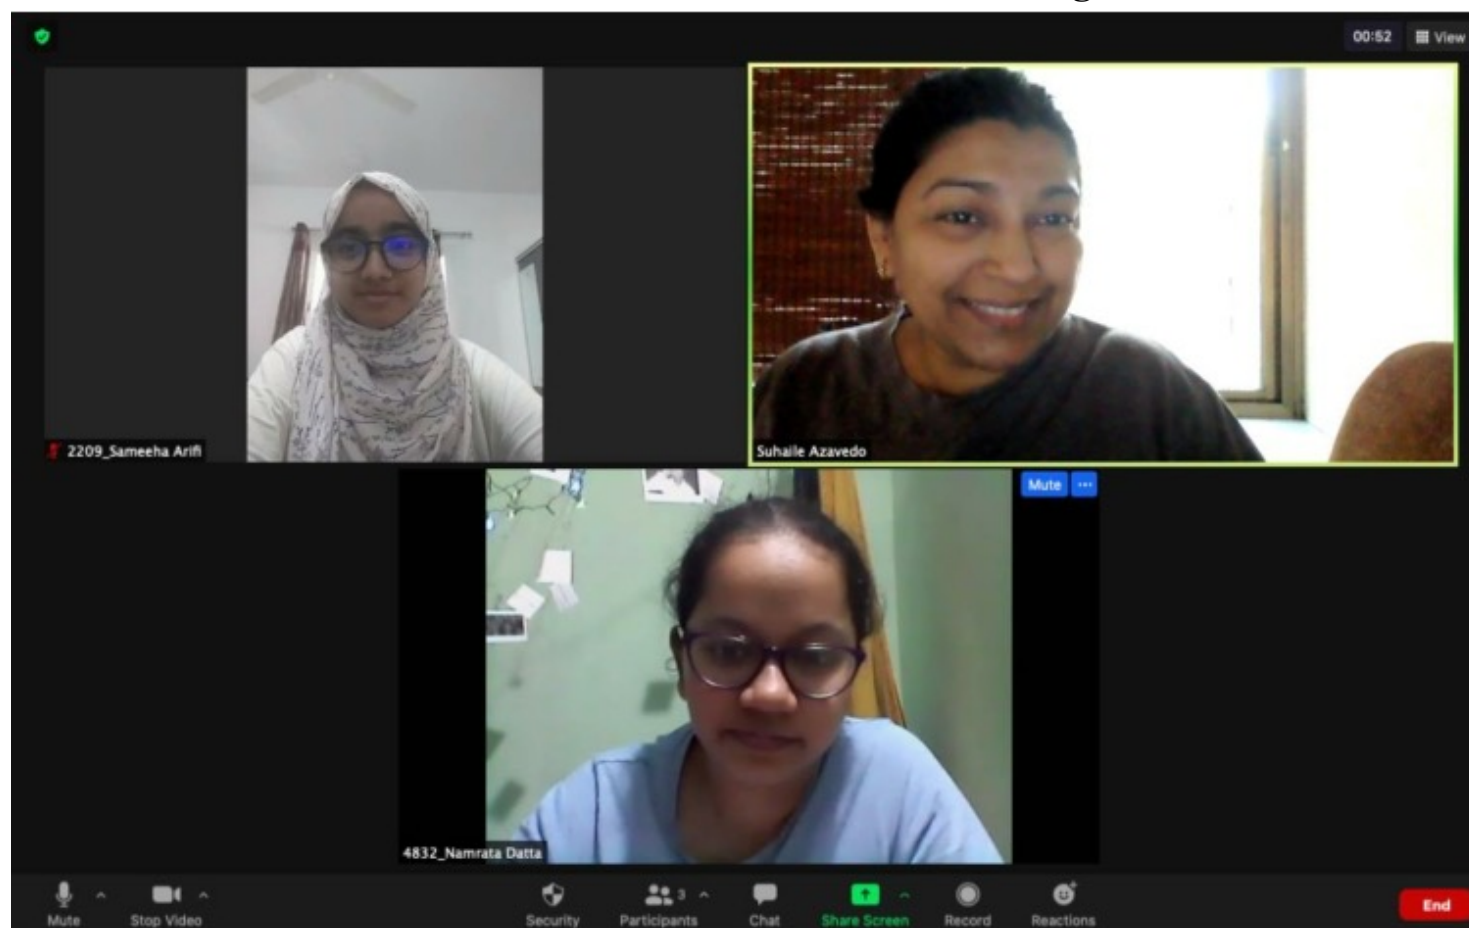 00:52 View
2209_Sameeha Arifi
Suhaile Azavedo
Mute
4832_Namrata Datta
Mute
Stop Video
Security
Participants
3
Chat
Share Screen
Record
Reactions
End